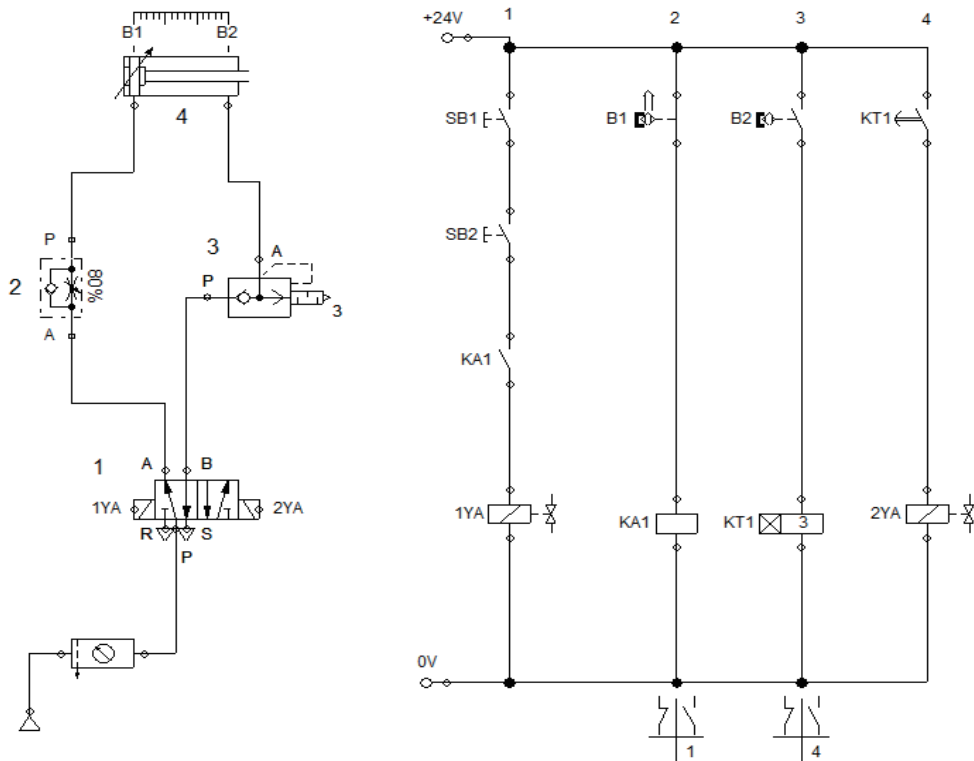 B1 B2
4
P
2
80%
A
3
A
P
3
1
A B
1YA 2YA
R S
P
+24V
1 2 3 4
SB1 B1 B2 KT1
SB2
KA1
1YA KA1 KT1 3 2YA
0V
1 4